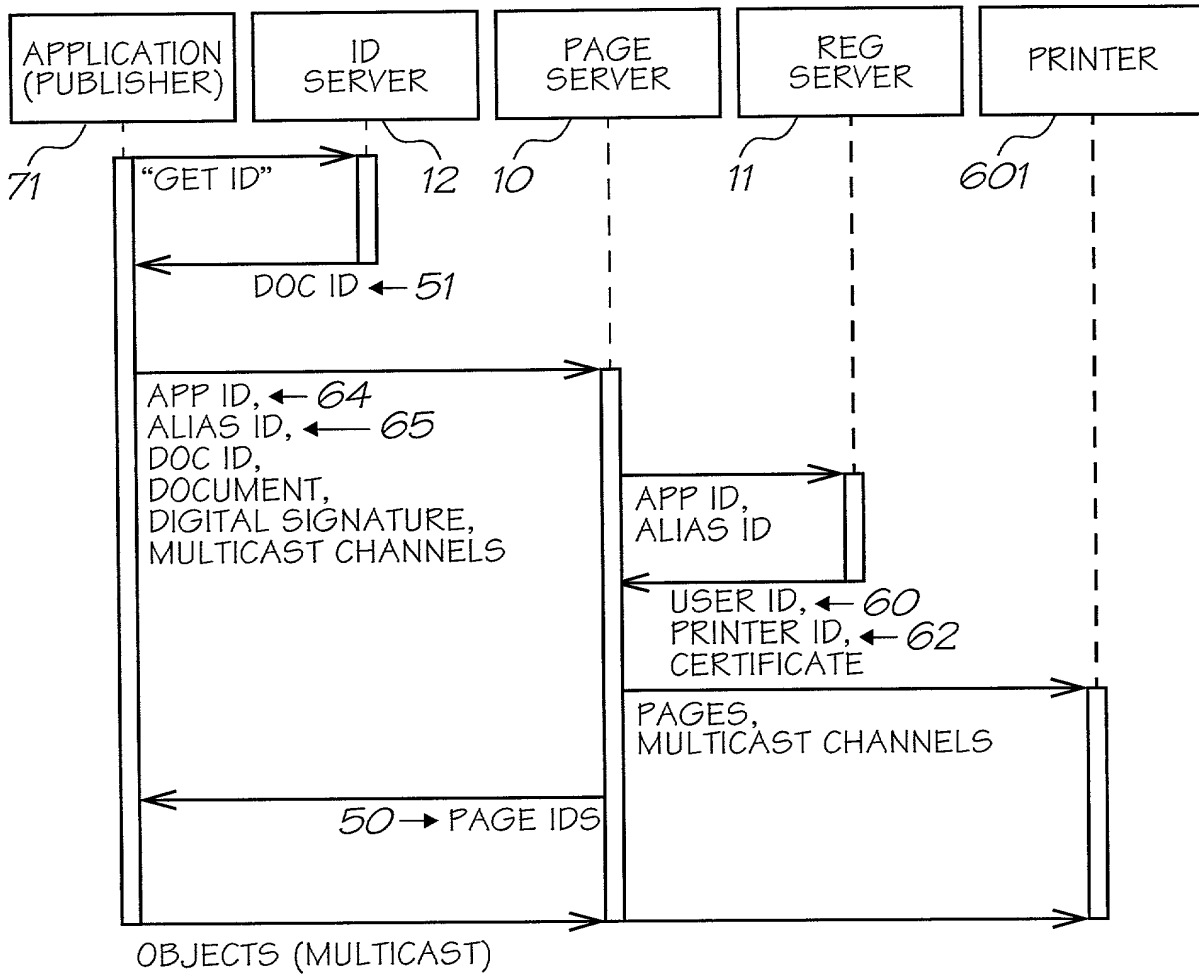 APPLICATION
(PUBLISHER)
ID
SERVER
PAGE
SERVER
REG
SERVER
PRINTER
71
12
10
11
601
"GET ID"
DOC ID ← 51
APP ID, ← 64
ALIAS ID, ← 65
DOC ID,
DOCUMENT,
DIGITAL SIGNATURE,
MULTICAST CHANNELS
APP ID,
ALIAS ID
USER ID, ← 60
PRINTER ID, ← 62
CERTIFICATE
PAGES,
MULTICAST CHANNELS
50 → PAGE IDS
OBJECTS (MULTICAST)